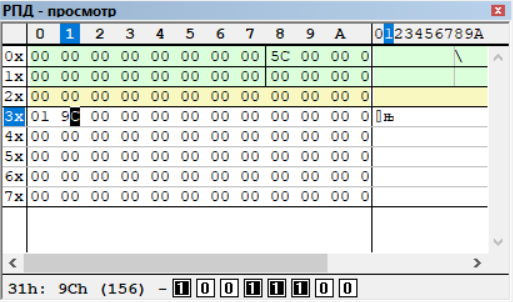 РПД - просмотр
0 1 2 3 4 5 6 7 8 9 A 0123456789A
0x 00 00 00 00 00 00 00 00 5C 00 00 0 \
1x 00 00 00 00 00 00 00 00 00 00 00 0
2x 00 00 00 00 00 00 00 00 00 00 00 0
3x 01 9C 00 00 00 00 00 00 00 00 00 0 њ
4x 00 00 00 00 00 00 00 00 00 00 00 0
5x 00 00 00 00 00 00 00 00 00 00 00 0
6x 00 00 00 00 00 00 00 00 00 00 00 0
7x 00 00 00 00 00 00 00 00 00 00 00 0
31h: 9Ch (156) - 1 0 0 1 1 1 0 0